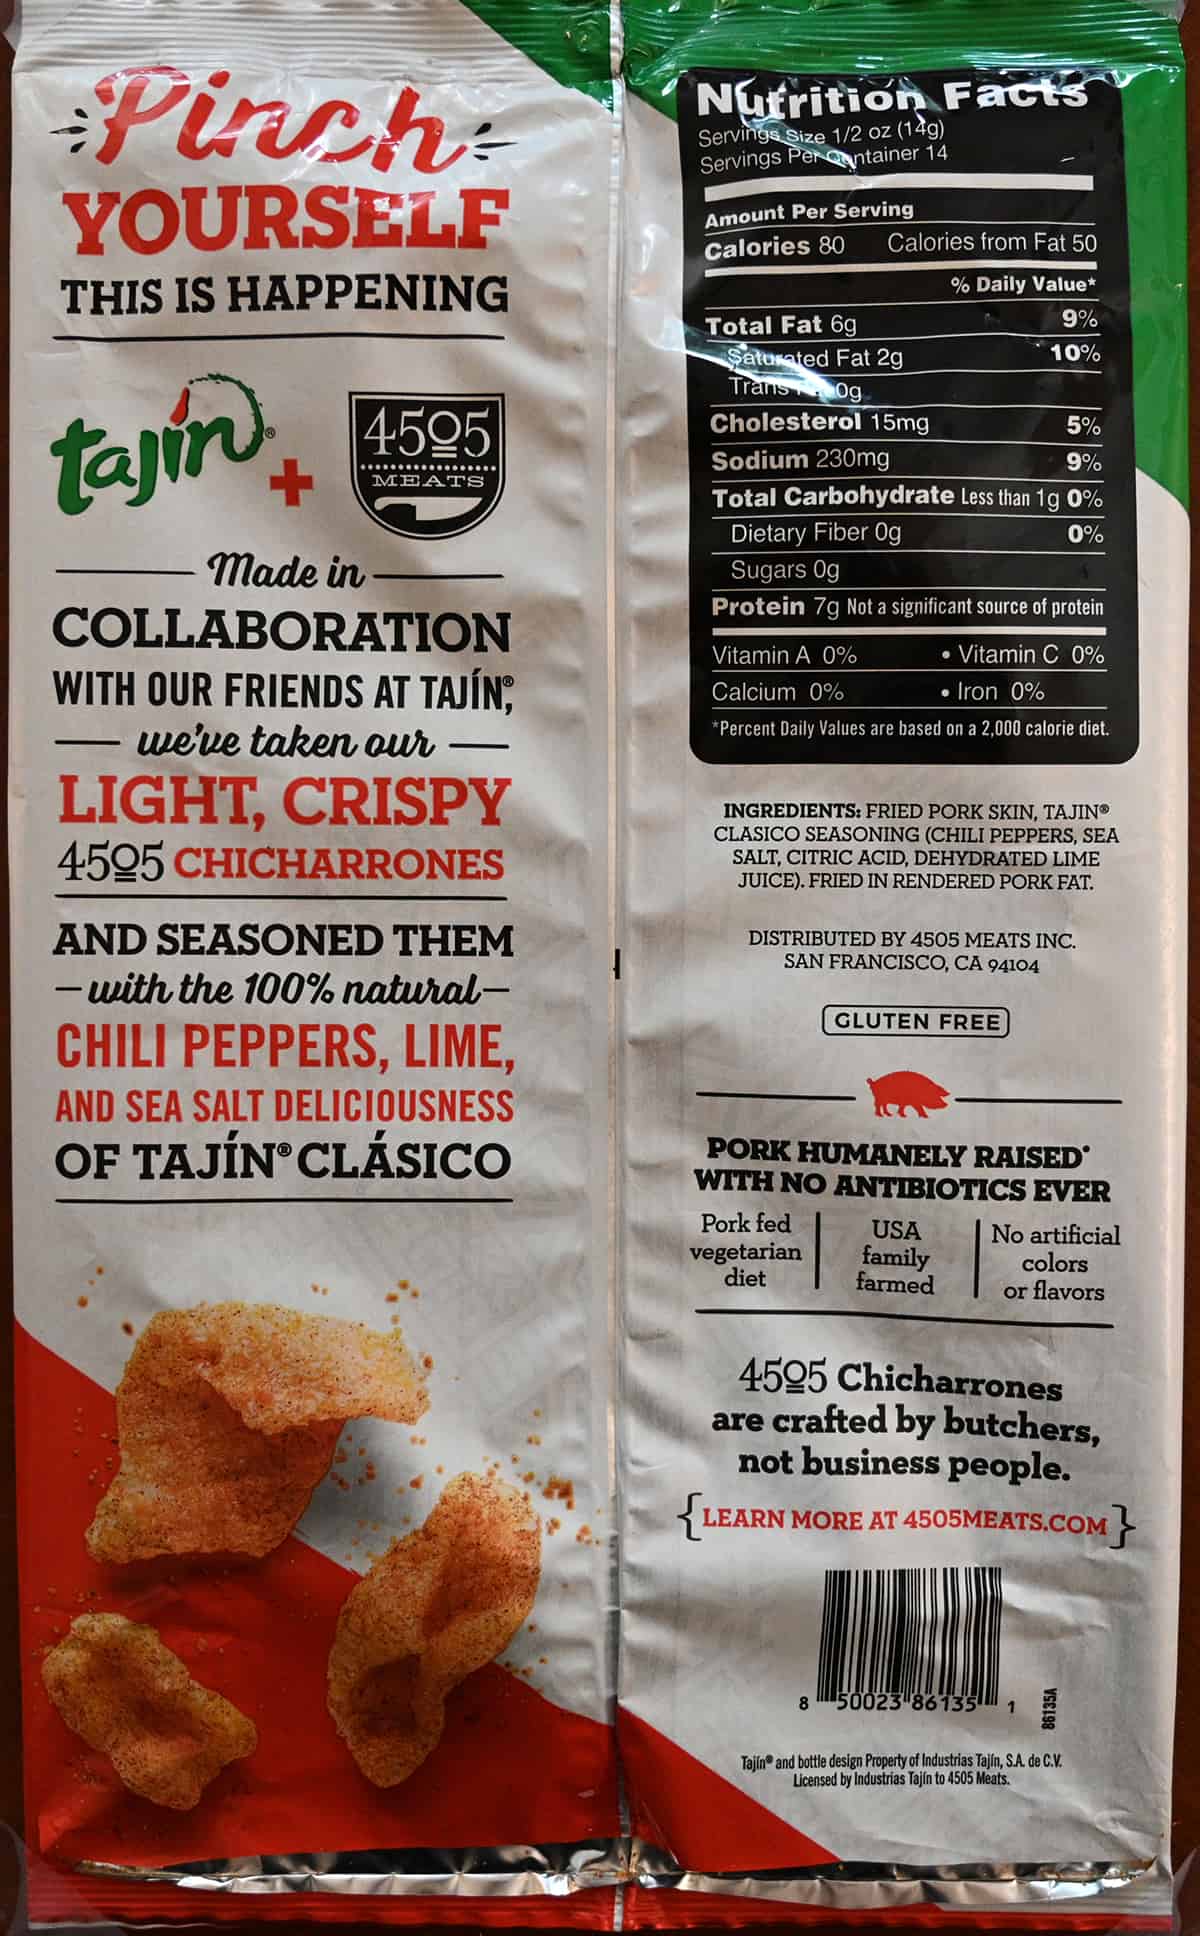 Pinch
YOURSELF
THIS IS HAPPENING
tajín®
+
4505
MEATS
Made in
COLLABORATION
WITH OUR FRIENDS AT TAJÍN®,
we've taken our
LIGHT, CRISPY
4505 CHICHARRONES
AND SEASONED THEM
with the 100% natural
CHILI PEPPERS, LIME,
AND SEA SALT DELICIOUSNESS
OF TAJÍN® CLÁSICO
Nutrition Facts
Servings Size 1/2 oz (14g)
Servings Per Container 14
Amount Per Serving
Calories 80 Calories from Fat 50
% Daily Value*
Total Fat 6g 9%
Saturated Fat 2g 10%
Trans 0g
Cholesterol 15mg 5%
Sodium 230mg 9%
Total Carbohydrate Less than 1g 0%
Dietary Fiber 0g 0%
Sugars 0g
Protein 7g Not a significant source of protein
Vitamin A 0% • Vitamin C 0%
Calcium 0% • Iron 0%
*Percent Daily Values are based on a 2,000 calorie diet.
INGREDIENTS: FRIED PORK SKIN, TAJIN®
CLASICO SEASONING (CHILI PEPPERS, SEA
SALT, CITRIC ACID, DEHYDRATED LIME
JUICE). FRIED IN RENDERED PORK FAT.
DISTRIBUTED BY 4505 MEATS INC.
SAN FRANCISCO, CA 94104
GLUTEN FREE
PORK HUMANELY RAISED*
WITH NO ANTIBIOTICS EVER
Pork fed
vegetarian
diet
USA
family
farmed
No artificial
colors
or flavors
4505 Chicharrones
are crafted by butchers,
not business people.
{LEARN MORE AT 4505MEATS.COM}
8 50023 86135 1
86135A
Tajín® and bottle design Property of Industrias Tajín, S.A. de C.V.
Licensed by Industrias Tajín to 4505 Meats.